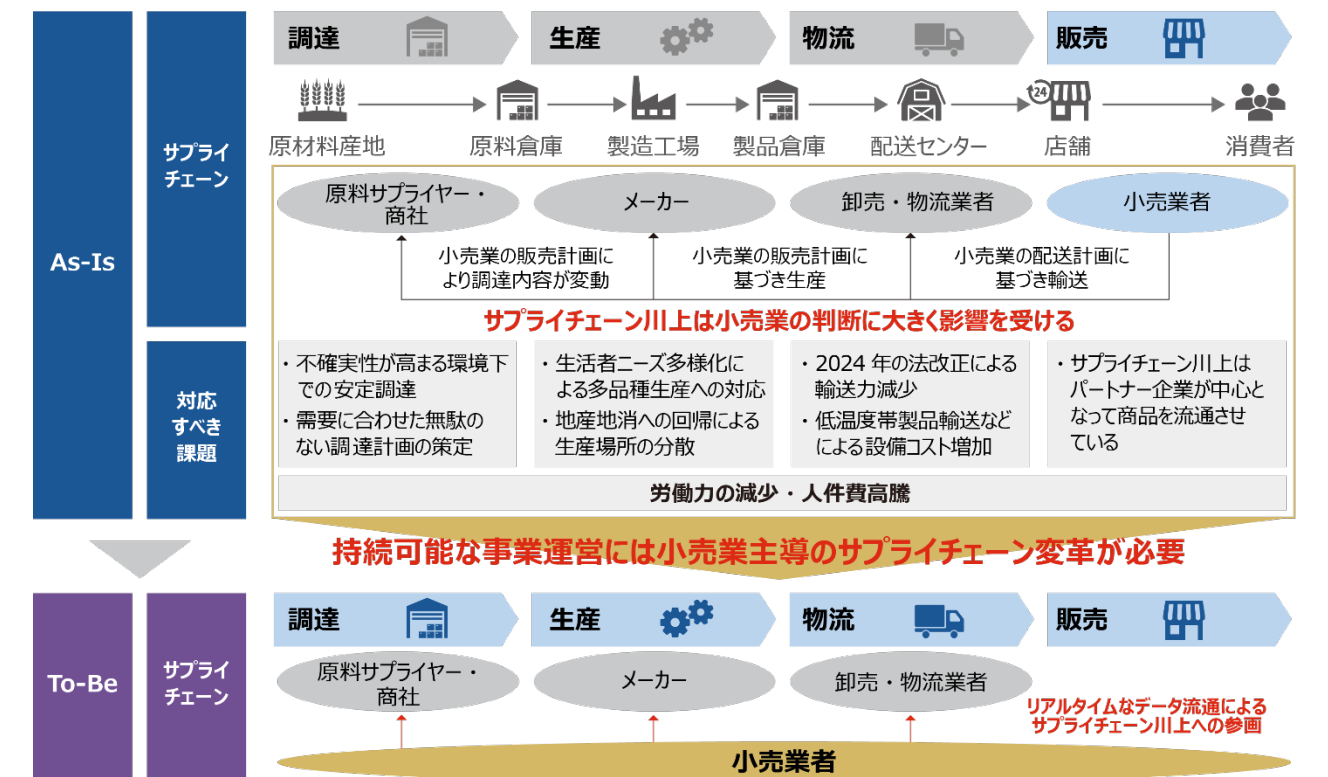 As-Is
サプライ
チェーン
調達
生産
物流
販売
24
原材料産地
原料倉庫
製造工場
製品倉庫
配送センター
店舗
消費者
原料サプライヤー・
商社
メーカー
卸売・物流業者
小売業者
小売業の販売計画に
より調達内容が変動
小売業の販売計画に
基づき生産
小売業の配送計画に
基づき輸送
サプライチェーン川上は小売業の判断に大きく影響を受ける
対応
すべき
課題
・不確実性が高まる環境下
での安定調達
・需要に合わせた無駄の
ない調達計画の策定
・生活者ニーズ多様化に
よる多品種生産への対応
・地産地消への回帰による
生産場所の分散
・2024 年の法改正による
輸送力減少
・低温度帯製品輸送など
による設備コスト増加
・サプライチェーン川上は
パートナー企業が中心と
なって商品を流通させ
ている
労働力の減少・人件費高騰
持続可能な事業運営には小売業主導のサプライチェーン変革が必要
To-Be
サプライ
チェーン
調達
生産
物流
販売
原料サプライヤー・
商社
メーカー
卸売・物流業者
リアルタイムなデータ流通による
サプライチェーン川上への参画
小売業者